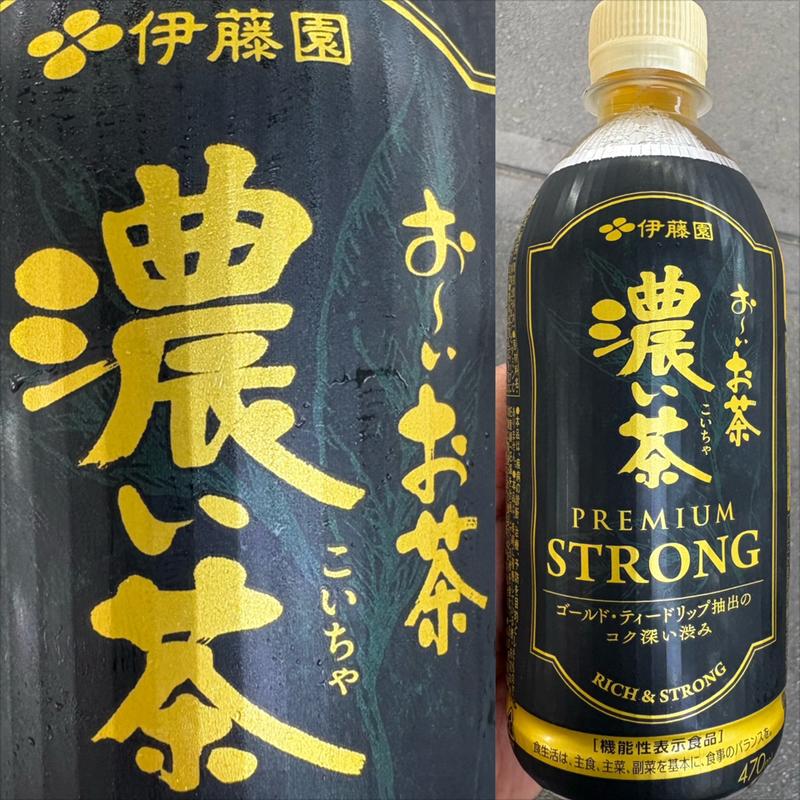 伊藤園
お〜いお茶
濃い茶
こいちゃ
伊藤園
お〜いお茶
濃い茶
こいちゃ
PREMIUM
STRONG
ゴールド・ティードリップ抽出の
コク深い渋み
RICH & STRONG
[機能性表示食品]
食生活は、主食、主菜、副菜を基本に、食事のバランスを。
470